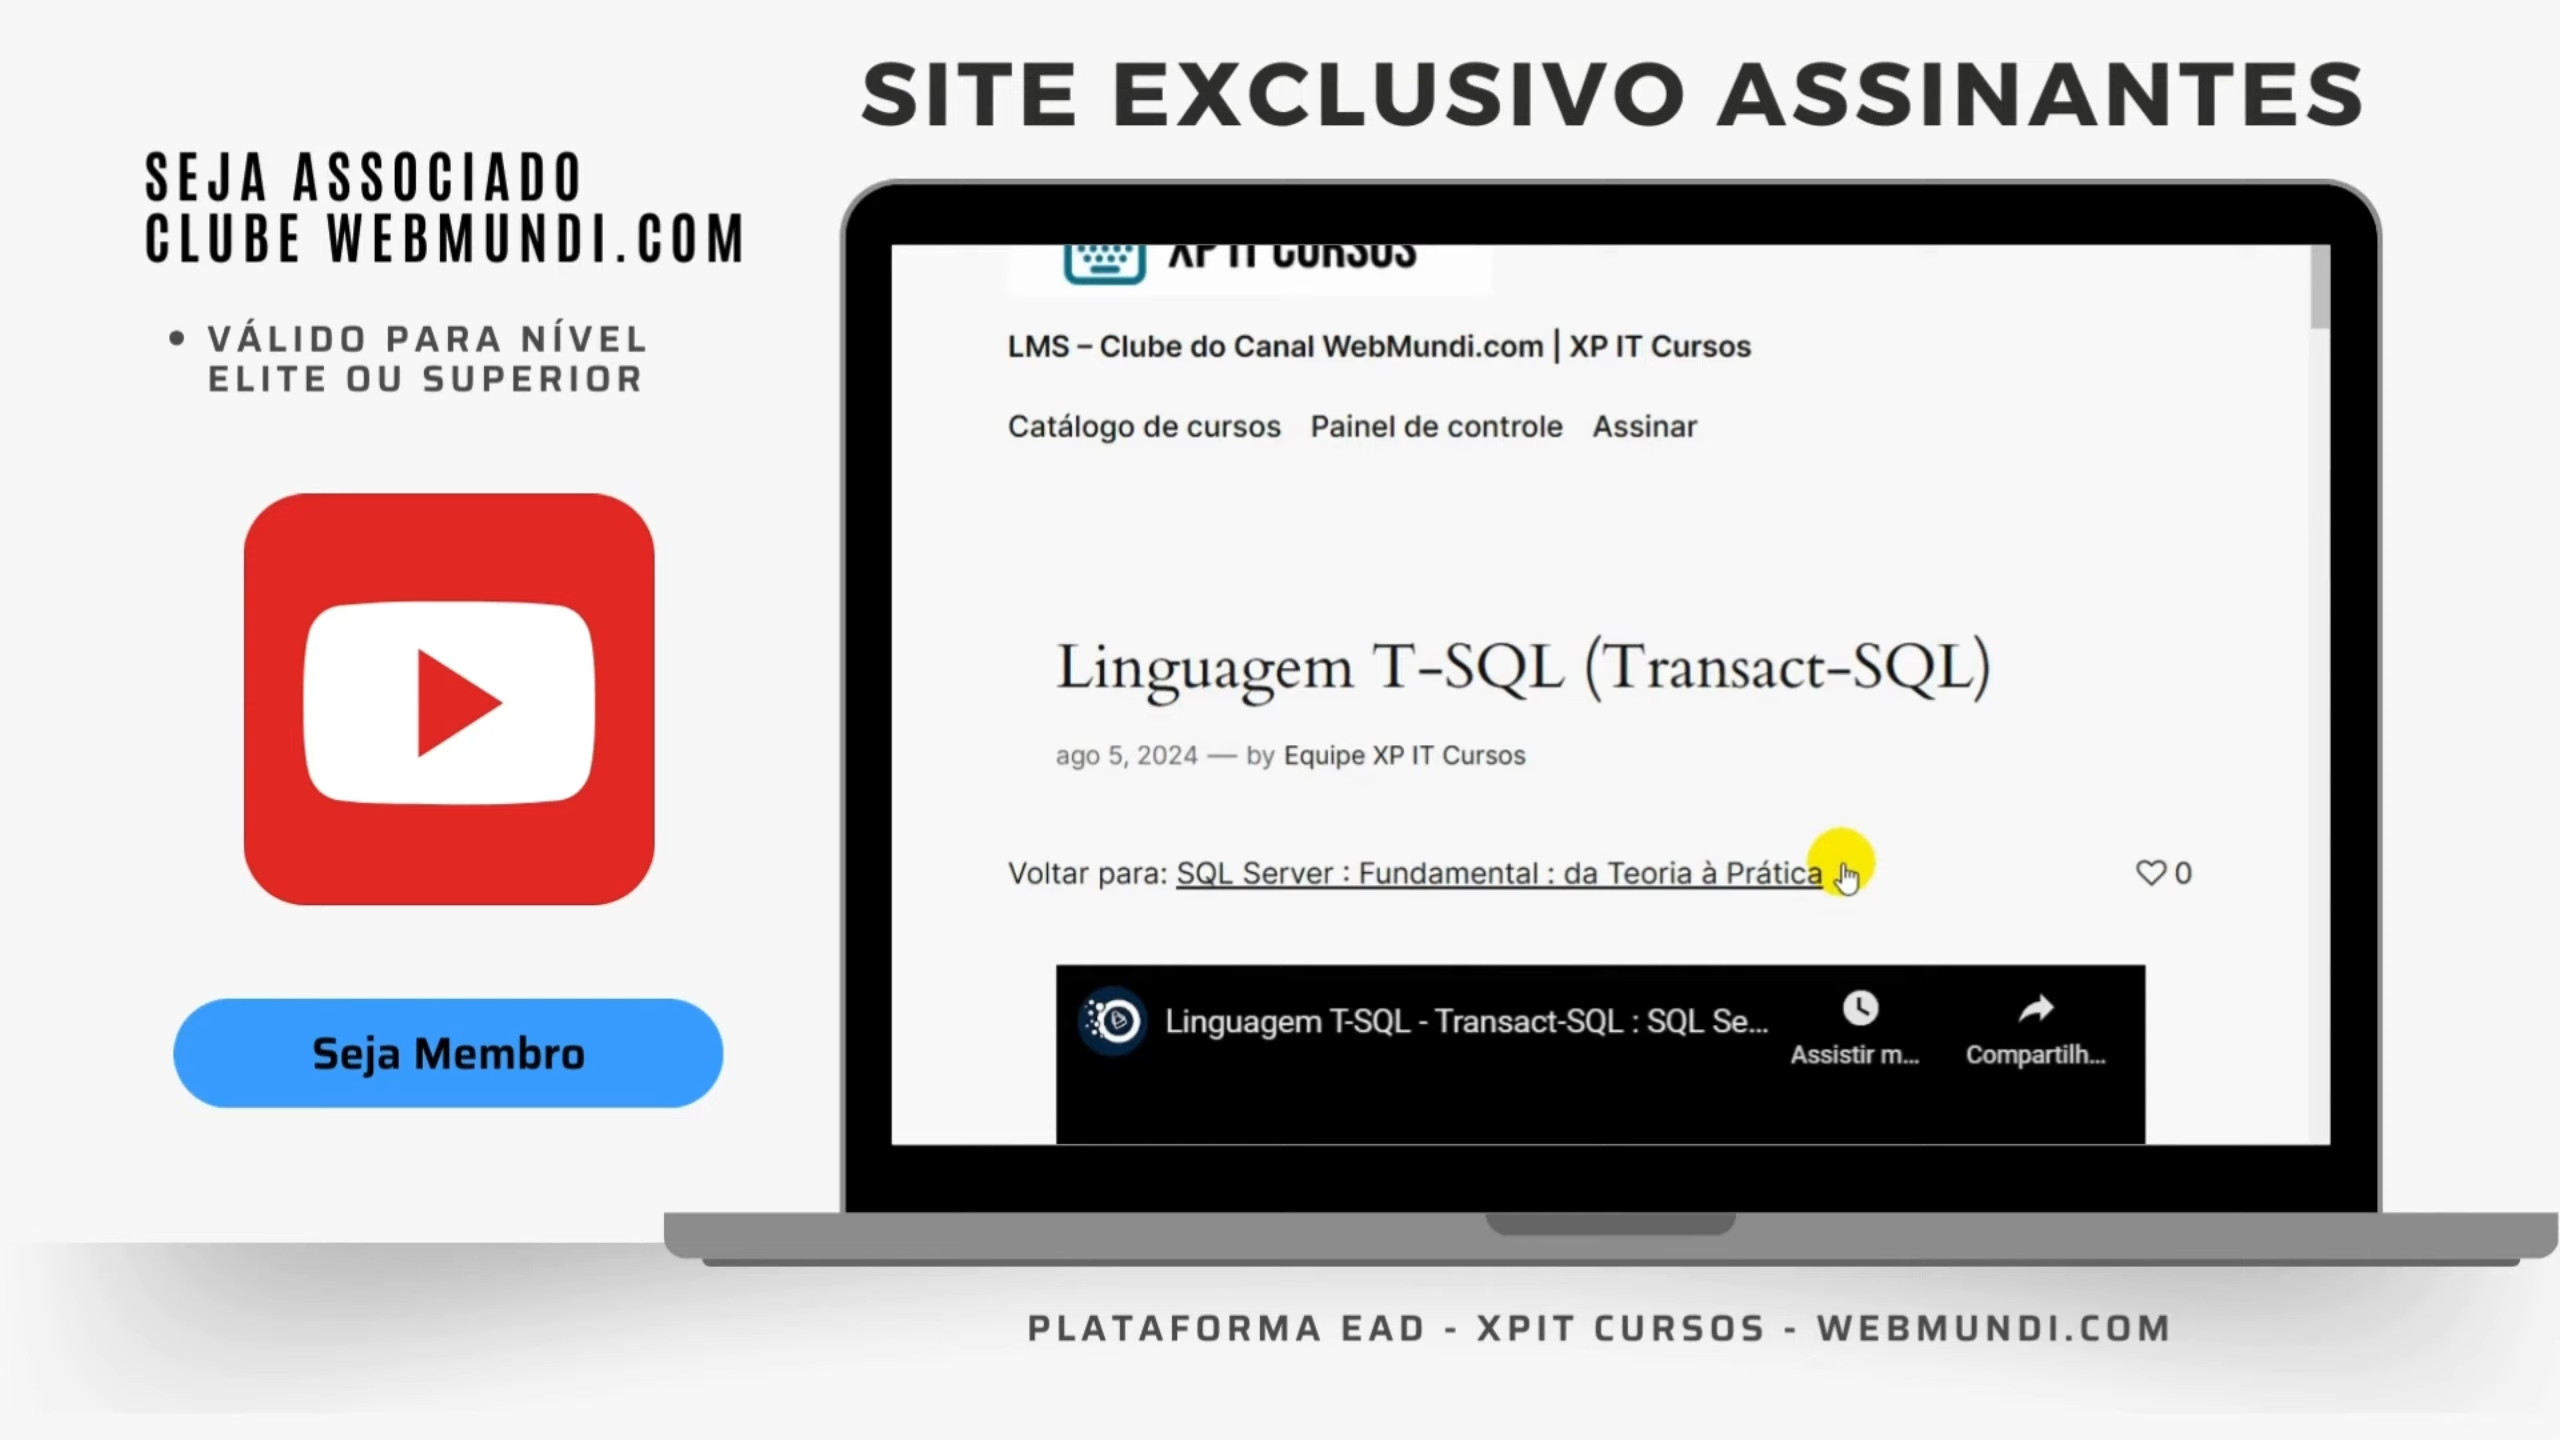 SITE EXCLUSIVO ASSINANTES
SEJA ASSOCIADO
CLUBE WEBMUNDI.COM
• VÁLIDO PARA NÍVEL
ELITE OU SUPERIOR
Seja Membro
XP IT CURSOS
LMS – Clube do Canal WebMundi.com | XP IT Cursos
Catálogo de cursos Painel de controle Assinar
Linguagem T-SQL (Transact-SQL)
ago 5, 2024 — by Equipe XP IT Cursos
Voltar para: SQL Server : Fundamental : da Teoria à Prática
0
Linguagem T-SQL - Transact-SQL : SQL Se...
Assistir m...
Compartilh...
PLATAFORMA EAD - XPIT CURSOS - WEBMUNDI.COM